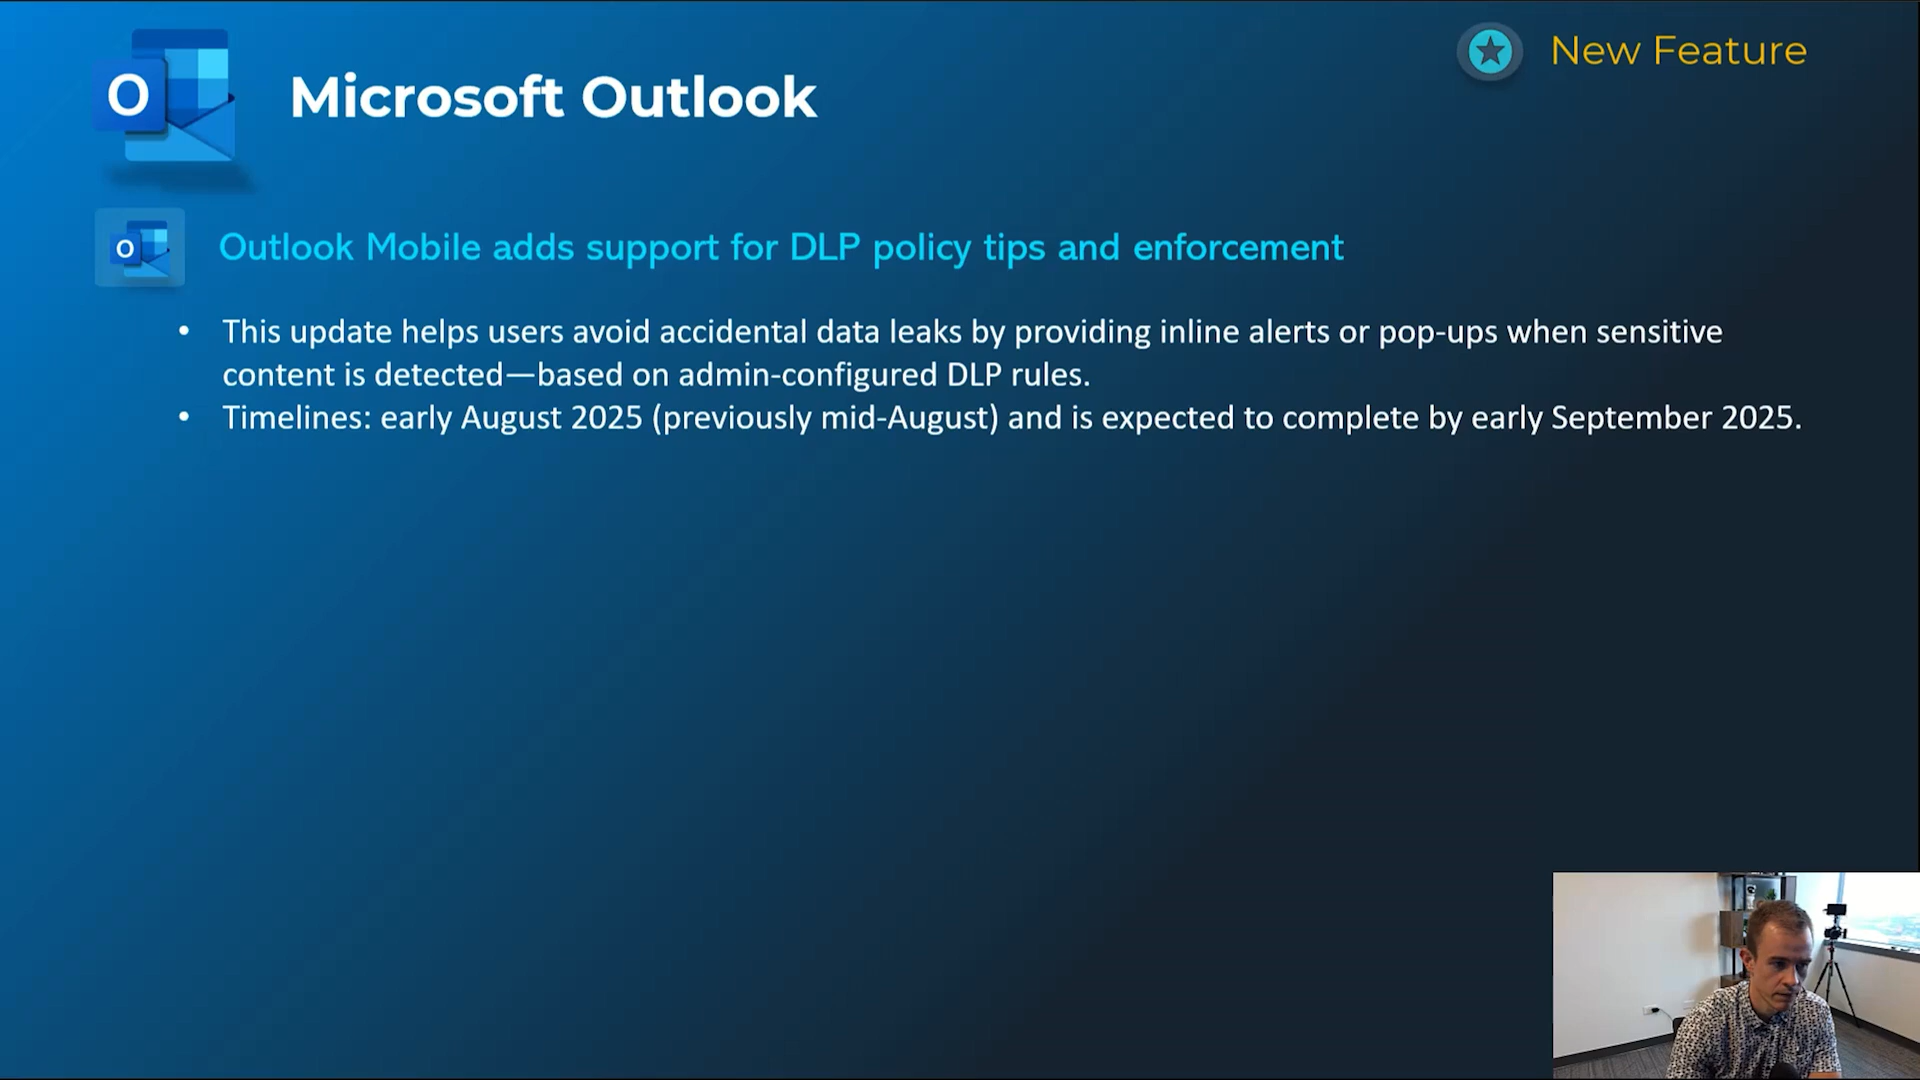 New Feature
O
Microsoft Outlook
O
Outlook Mobile adds support for DLP policy tips and enforcement
• This update helps users avoid accidental data leaks by providing inline alerts or pop-ups when sensitive
content is detected—based on admin-configured DLP rules.
• Timelines: early August 2025 (previously mid-August) and is expected to complete by early September 2025.